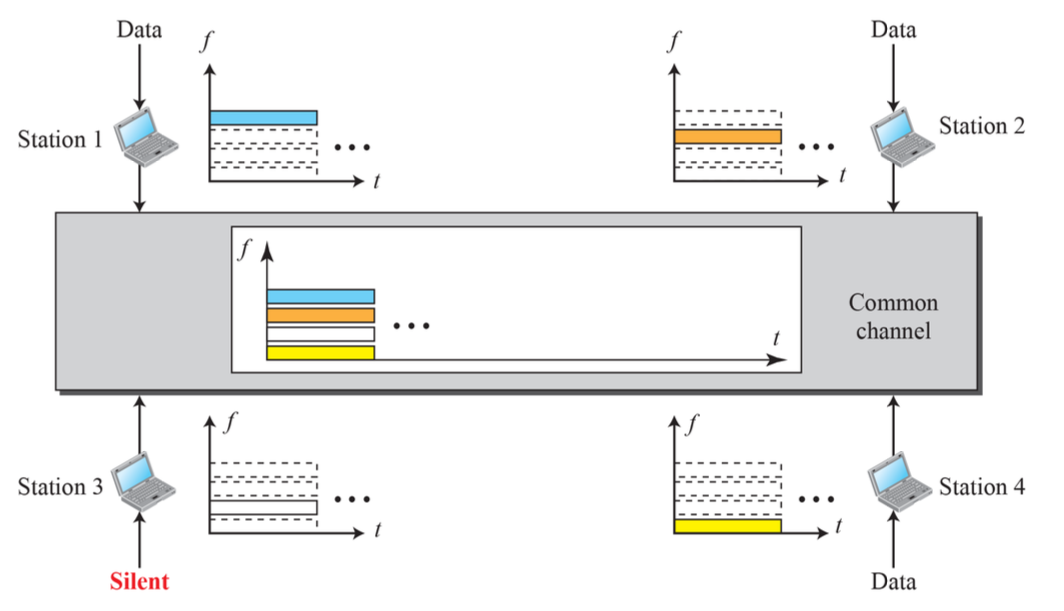 Data
f
Station 1
t
f
Data
Station 2
t
f
t
Common
channel
Station 3
f
t
Silent
f
t
Station 4
Data